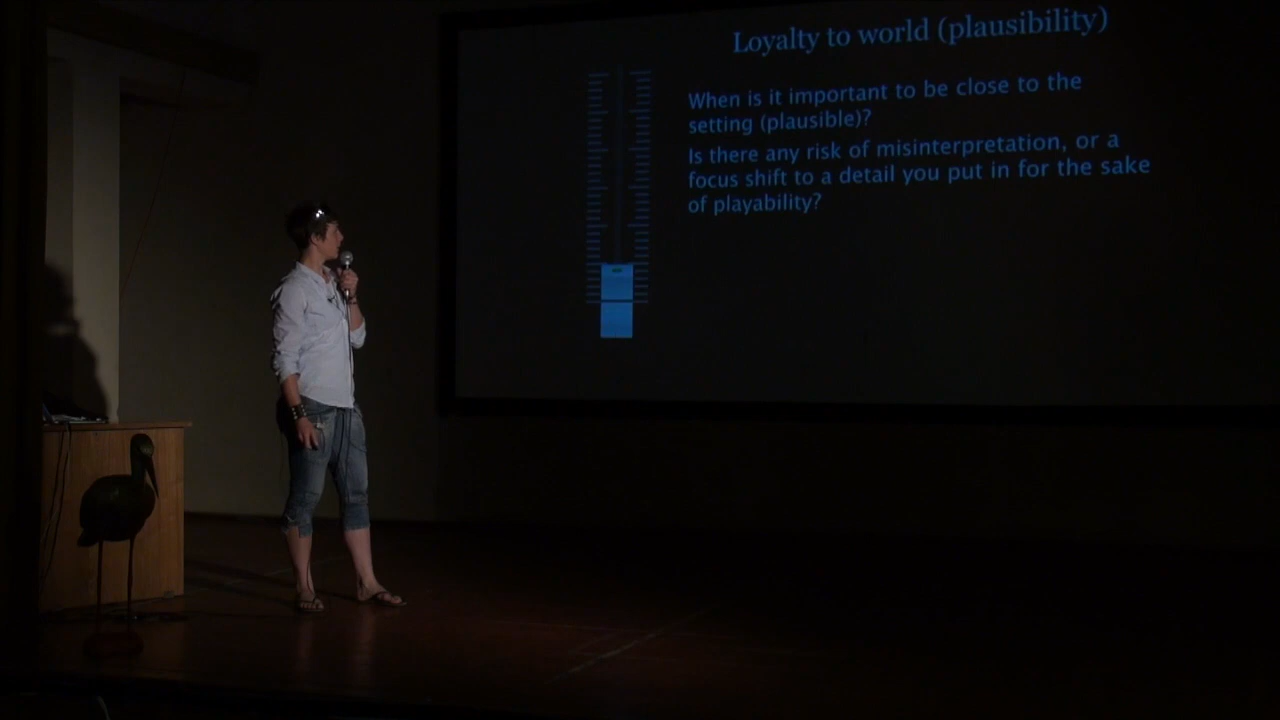 Loyalty to world (plausibility)
When is it important to be close to the
setting (plausible)?
Is there any risk of misinterpretation, or a
focus shift to a detail you put in for the sake
of playability?